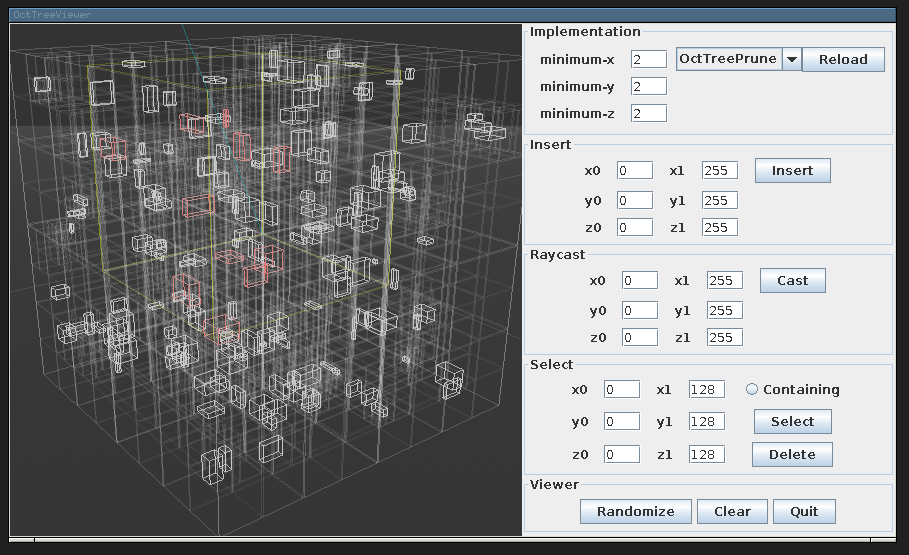 OctTreeViewer
Implementation
minimum-x 2 OctTreePrune Reload
minimum-y 2
minimum-z 2
Insert
x0 0 x1 255 Insert
y0 0 y1 255
z0 0 z1 255
Raycast
x0 0 x1 255 Cast
y0 0 y1 255
z0 0 z1 255
Select
x0 0 x1 128 Containing
y0 0 y1 128 Select
z0 0 z1 128 Delete
Viewer
Randomize Clear Quit